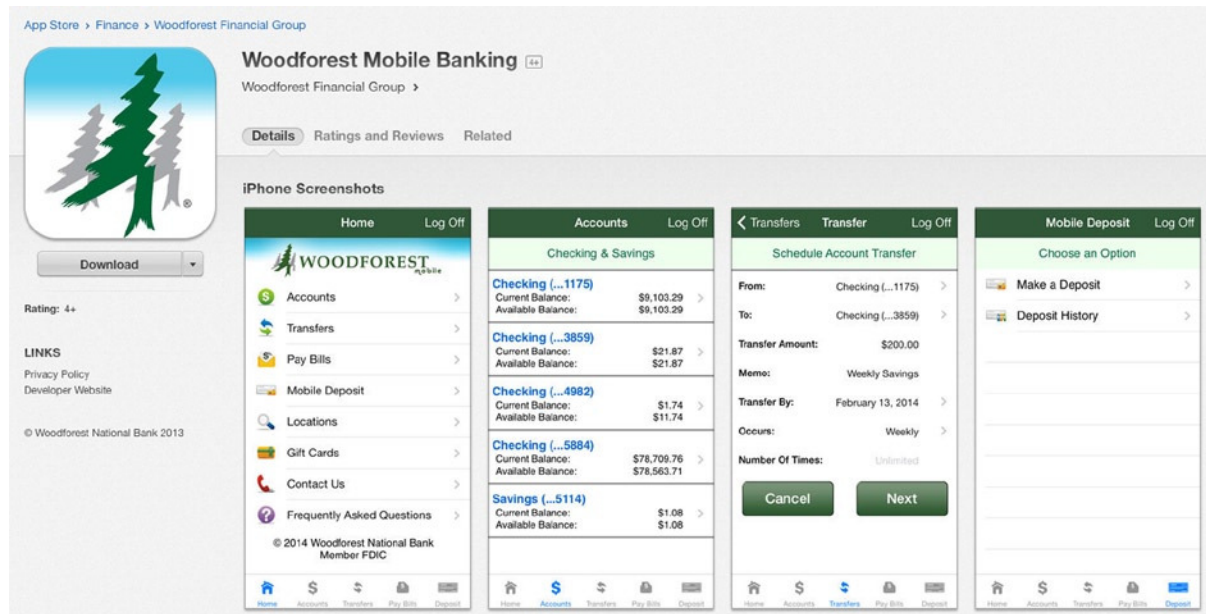 App Store › Finance › Woodforest Financial Group
Woodforest Mobile Banking 4+
Woodforest Financial Group ›
Details Ratings and Reviews Related
Download
Rating: 4+
LINKS
Privacy Policy
Developer Website
© Woodforest National Bank 2013
iPhone Screenshots
Home Log Off
WOODFOREST
mobile
Accounts
Transfers
Pay Bills
Mobile Deposit
Locations
Gift Cards
Contact Us
Frequently Asked Questions
© 2014 Woodforest National Bank
Member FDIC
Home Accounts Transfers Pay Bills Deposit
Accounts Log Off
Checking & Savings
Checking (...1175)
Current Balance: $9,103.29
Available Balance: $9,103.29
Checking (...3859)
Current Balance: $21.87
Available Balance: $21.87
Checking (...4982)
Current Balance: $1.74
Available Balance: $11.74
Checking (...5884)
Current Balance: $78,709.76
Available Balance: $78,563.71
Savings (...5114)
Current Balance: $1.08
Available Balance: $1.08
Home Accounts Transfers Pay Bills Deposit
Transfers Transfer Log Off
Schedule Account Transfer
From: Checking (...1175)
To: Checking (...3859)
Transfer Amount: $200.00
Memo: Weekly Savings
Transfer By: February 13, 2014
Occurs: Weekly
Number Of Times: Unlimited
Cancel Next
Home Accounts Transfers Pay Bills Deposit
Mobile Deposit Log Off
Choose an Option
Make a Deposit
Deposit History
Home Accounts Transfers Pay Bills Deposit